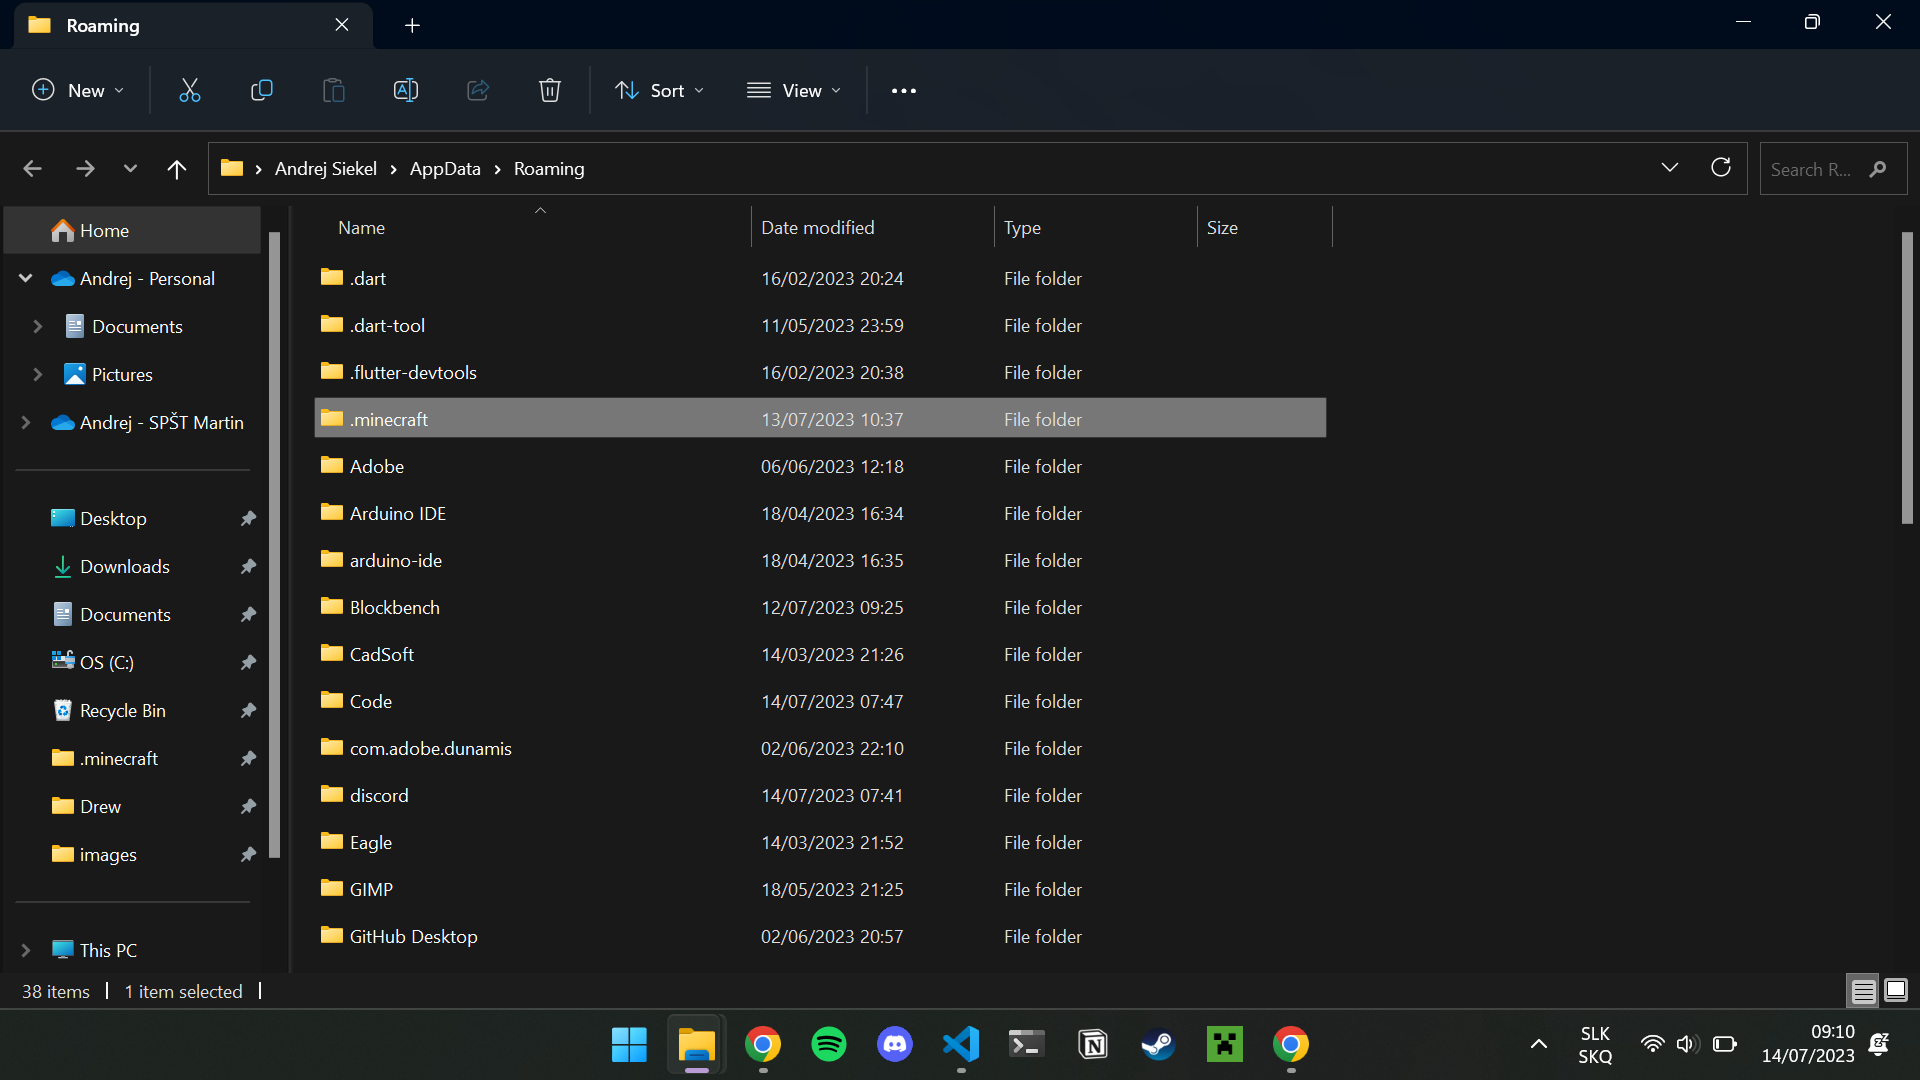 Roaming
New
Sort
View
Andrej Siekel
AppData
Roaming
Search R...
Name
Date modified
Type
Size
Home
Andrej - Personal
Documents
Pictures
Andrej - SPŠT Martin
Desktop
Downloads
Documents
OS (C:)
Recycle Bin
.minecraft
Drew
images
This PC
.dart 16/02/2023 20:24 File folder
.dart-tool 11/05/2023 23:59 File folder
.flutter-devtools 16/02/2023 20:38 File folder
.minecraft 13/07/2023 10:37 File folder
Adobe 06/06/2023 12:18 File folder
Arduino IDE 18/04/2023 16:34 File folder
arduino-ide 18/04/2023 16:35 File folder
Blockbench 12/07/2023 09:25 File folder
CadSoft 14/03/2023 21:26 File folder
Code 14/07/2023 07:47 File folder
com.adobe.dunamis 02/06/2023 22:10 File folder
discord 14/07/2023 07:41 File folder
Eagle 14/03/2023 21:52 File folder
GIMP 18/05/2023 21:25 File folder
GitHub Desktop 02/06/2023 20:57 File folder
38 items
1 item selected
SLK
SKQ
09:10
14/07/2023